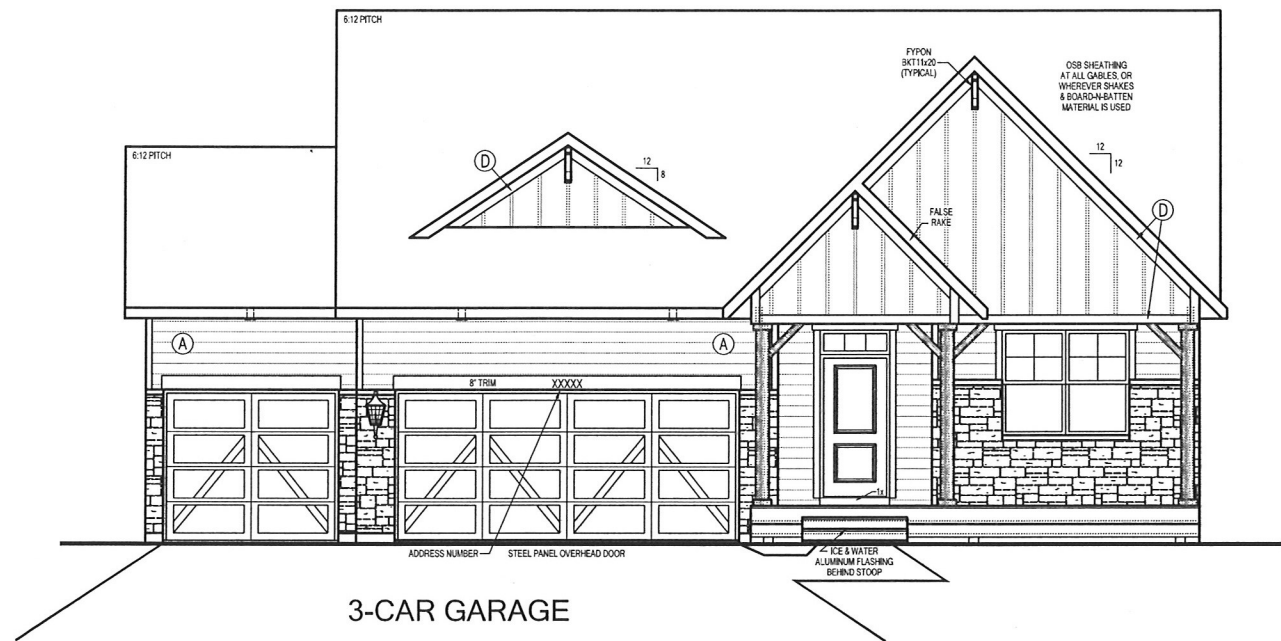 6:12 PITCH
FYPON
BKT11x20
(TYPICAL)
OSB SHEATHING
AT ALL GABLES, OR
WHEREVER SHAKES
& BOARD-N-BATTEN
MATERIAL IS USED
6:12 PITCH
D
12
8
12
12
FALSE
RAKE
D
A
A
8" TRIM
XXXXX
1x
ADDRESS NUMBER
STEEL PANEL OVERHEAD DOOR
ICE & WATER
ALUMINUM FLASHING
BEHIND STOOP
3-CAR GARAGE